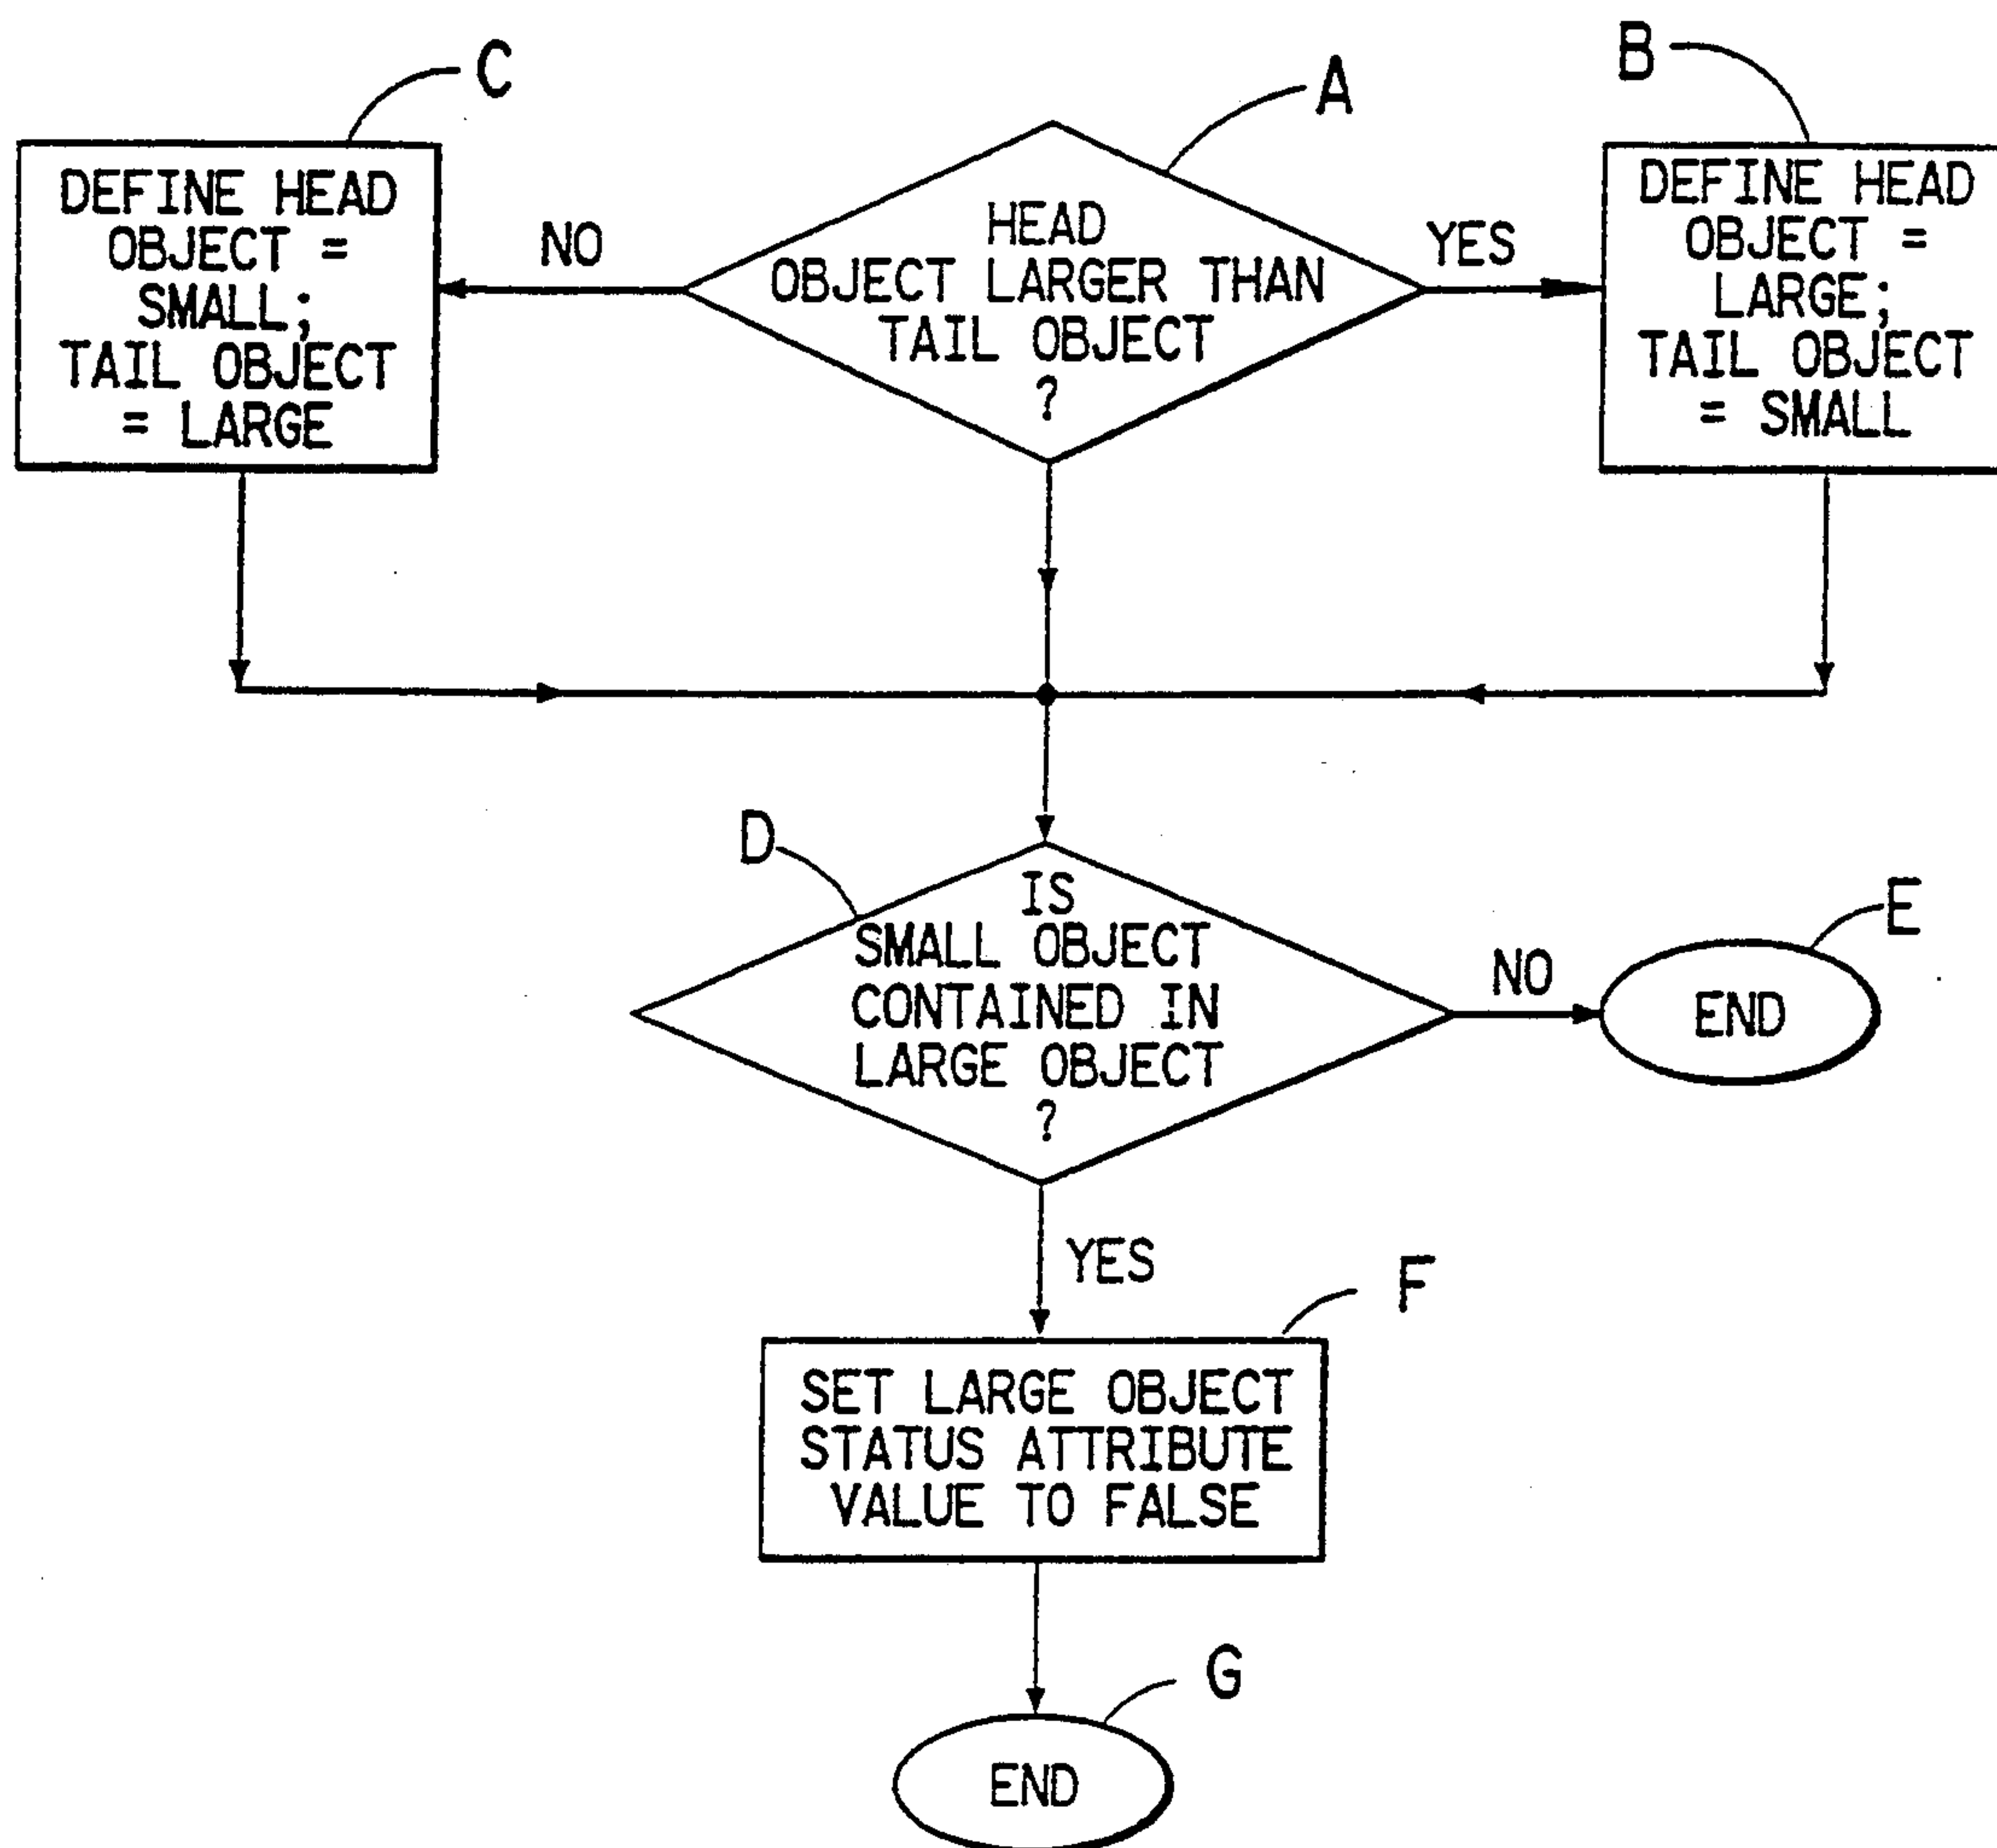 C
A
B
DEFINE HEAD
OBJECT =
SMALL;
TAIL OBJECT
= LARGE
NO
HEAD
OBJECT LARGER THAN
TAIL OBJECT
?
YES
DEFINE HEAD
OBJECT =
LARGE;
TAIL OBJECT
= SMALL
D
IS
SMALL OBJECT
CONTAINED IN
LARGE OBJECT
?
NO
E
END
YES
F
SET LARGE OBJECT
STATUS ATTRIBUTE
VALUE TO FALSE
G
END